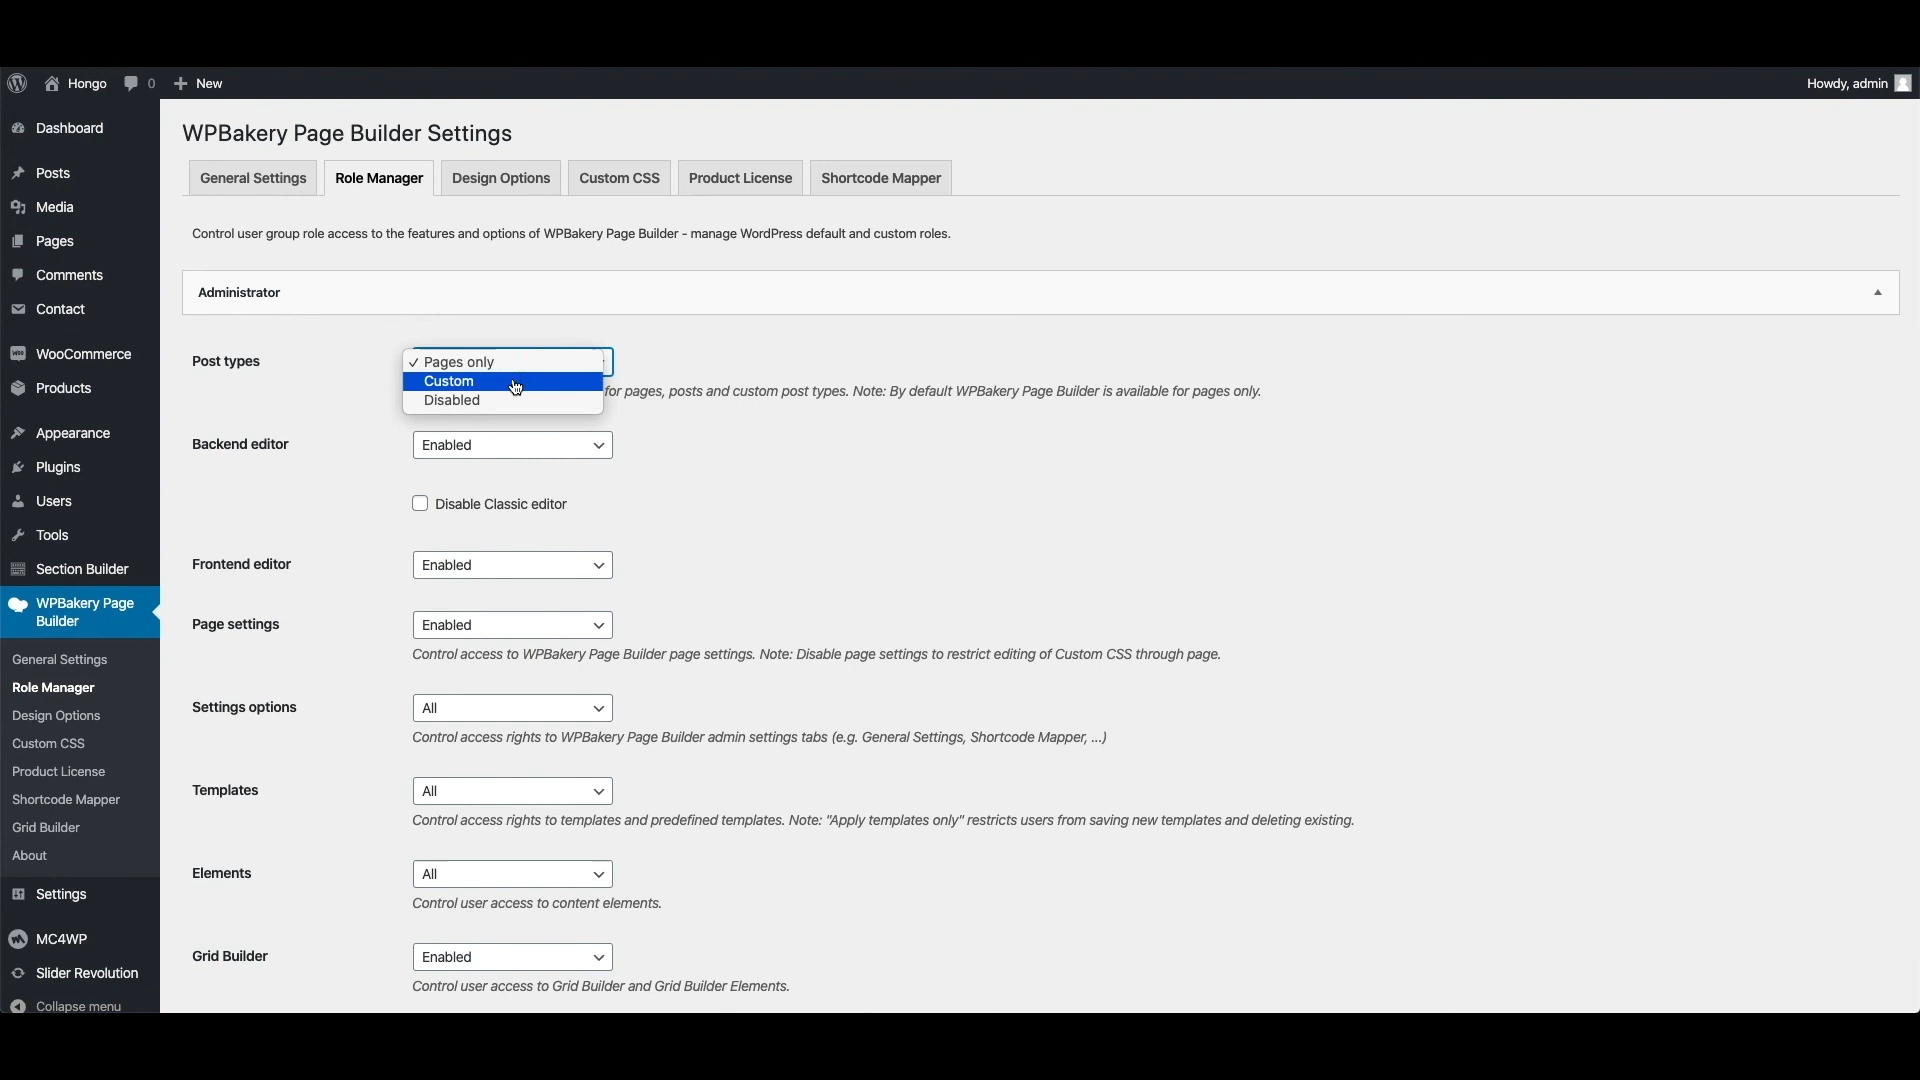 Hongo 0 New Howdy, admin
Dashboard
Posts
Media
Pages
Comments
Contact
WooCommerce
Products
Appearance
Plugins
Users
Tools
Section Builder
WPBakery Page
Builder
General Settings
Role Manager
Design Options
Custom CSS
Product License
Shortcode Mapper
Grid Builder
About
Settings
MC4WP
Slider Revolution
Collapse menu
WPBakery Page Builder Settings
General Settings Role Manager Design Options Custom CSS Product License Shortcode Mapper
Control user group role access to the features and options of WPBakery Page Builder - manage WordPress default and custom roles.
Administrator
Post types
✓ Pages only
Custom
Disabled
for pages, posts and custom post types. Note: By default WPBakery Page Builder is available for pages only.
Backend editor Enabled
Disable Classic editor
Frontend editor Enabled
Page settings Enabled
Control access to WPBakery Page Builder page settings. Note: Disable page settings to restrict editing of Custom CSS through page.
Settings options All
Control access rights to WPBakery Page Builder admin settings tabs (e.g. General Settings, Shortcode Mapper, ...)
Templates All
Control access rights to templates and predefined templates. Note: "Apply templates only" restricts users from saving new templates and deleting existing.
Elements All
Control user access to content elements.
Grid Builder Enabled
Control user access to Grid Builder and Grid Builder Elements.